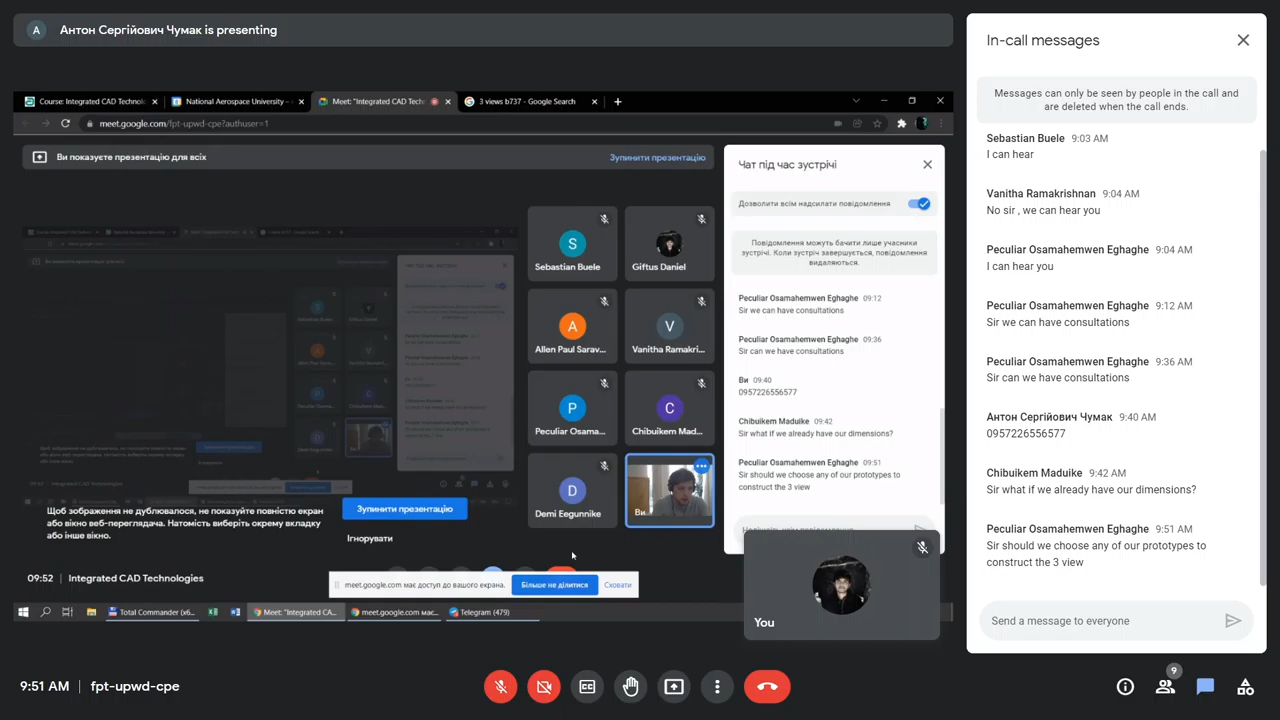 A
Антон Сергійович Чумак is presenting
Course: Integrated CAD Technol
National Aerospace University –
Meet: "Integrated CAD Tech
3 views b737 - Google Search
meet.google.com/fpt-upwd-cpe?authuser=1
Ви показуєте презентацію для всіх
Зупинити презентацію
S
Sebastian Buele
Giftus Daniel
A
Allen Paul Sarav...
V
Vanitha Ramakri...
P
Peculiar Osama...
C
Chibuikem Mad...
D
Demi Eegunnike
Ви
Чат під час зустрічі
Дозволити всім надсилати повідомлення
Повідомлення можуть бачити лише учасники
зустрічі. Коли зустріч завершується, повідомлення
видаляються.
Peculiar Osamahemwen Eghaghe 09:12
Sir we can have consultations
Peculiar Osamahemwen Eghaghe 09:36
Sir can we have consultations
Ви 09:40
0957226556577
Chibuikem Maduike 09:42
Sir what if we already have our dimensions?
Peculiar Osamahemwen Eghaghe 09:51
Sir should we choose any of our prototypes to
construct the 3 view
Щоб зображення не дублювалося, не показуйте повністю екран
або вікно веб-переглядача. Натомість виберіть окрему вкладку
або інше вікно.
Зупинити презентацію
Ігнорувати
09:52 | Integrated CAD Technologies
meet.google.com має доступ до вашого екрана.
Більше не ділитися
Сховати
Total Commander (x6...
Meet: "Integrated CA...
meet.google.com має...
Telegram (479)
You
In-call messages
Messages can only be seen by people in the call and
are deleted when the call ends.
Sebastian Buele 9:03 AM
I can hear
Vanitha Ramakrishnan 9:04 AM
No sir , we can hear you
Peculiar Osamahemwen Eghaghe 9:04 AM
I can hear you
Peculiar Osamahemwen Eghaghe 9:12 AM
Sir we can have consultations
Peculiar Osamahemwen Eghaghe 9:36 AM
Sir can we have consultations
Антон Сергійович Чумак 9:40 AM
0957226556577
Chibuikem Maduike 9:42 AM
Sir what if we already have our dimensions?
Peculiar Osamahemwen Eghaghe 9:51 AM
Sir should we choose any of our prototypes to
construct the 3 view
Send a message to everyone
9:51 AM | fpt-upwd-cpe
9